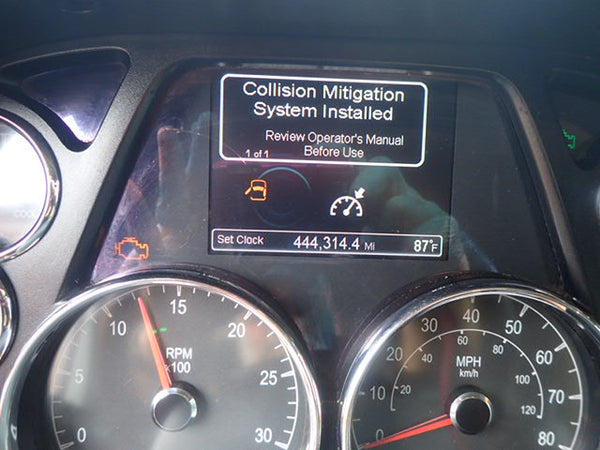 Collision Mitigation
System Installed
Review Operator's Manual
Before Use
1 of 1
Set Clock 444,314.4 Mi 87°F
0 5 10 15 20 25 30
RPM
x100
0 20 30 40 50 60 70 80
20 40 60 80 100 120
MPH
km/h